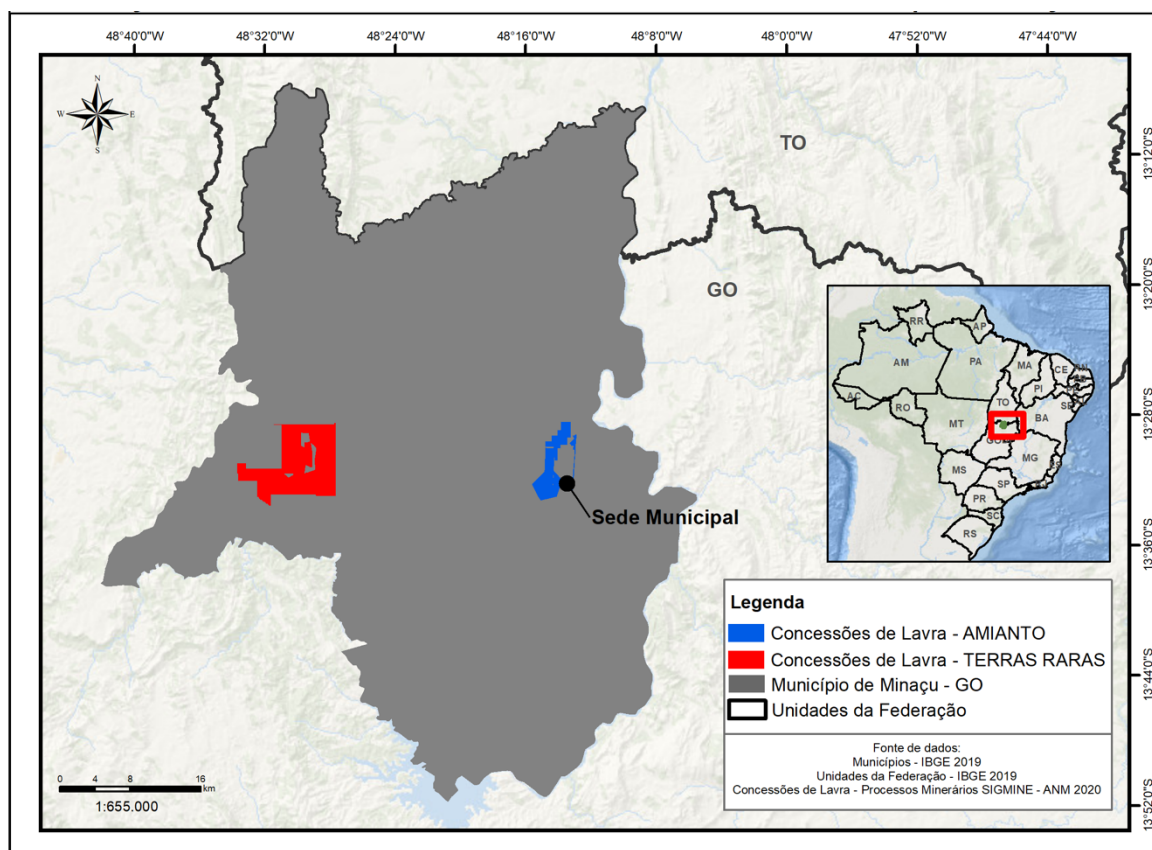 48°40'0"W 48°32'0"W 48°24'0"W 48°16'0"W 48°8'0"W 48°0'0"W 47°52'0"W 47°44'0"W
N
W E
S
TO
13°12'0"S
GO
13°20'0"S
RR AP
AM PA MA CE
PI
AC TO
RO BA SE
MT
GO
MG
MS ES
SP
PR
SC
RS
13°28'0"S
Sede Municipal
13°36'0"S
Legenda
Concessões de Lavra - AMIANTO
Concessões de Lavra - TERRAS RARAS
Município de Minaçu - GO
Unidades da Federação
13°44'0"S
Fonte de dados:
Municípios - IBGE 2019
Unidades da Federação - IBGE 2019
Concessões de Lavra - Processos Minerários SIGMINE - ANM 2020
0 4 8 16
km
1:655.000
13°52'0"S